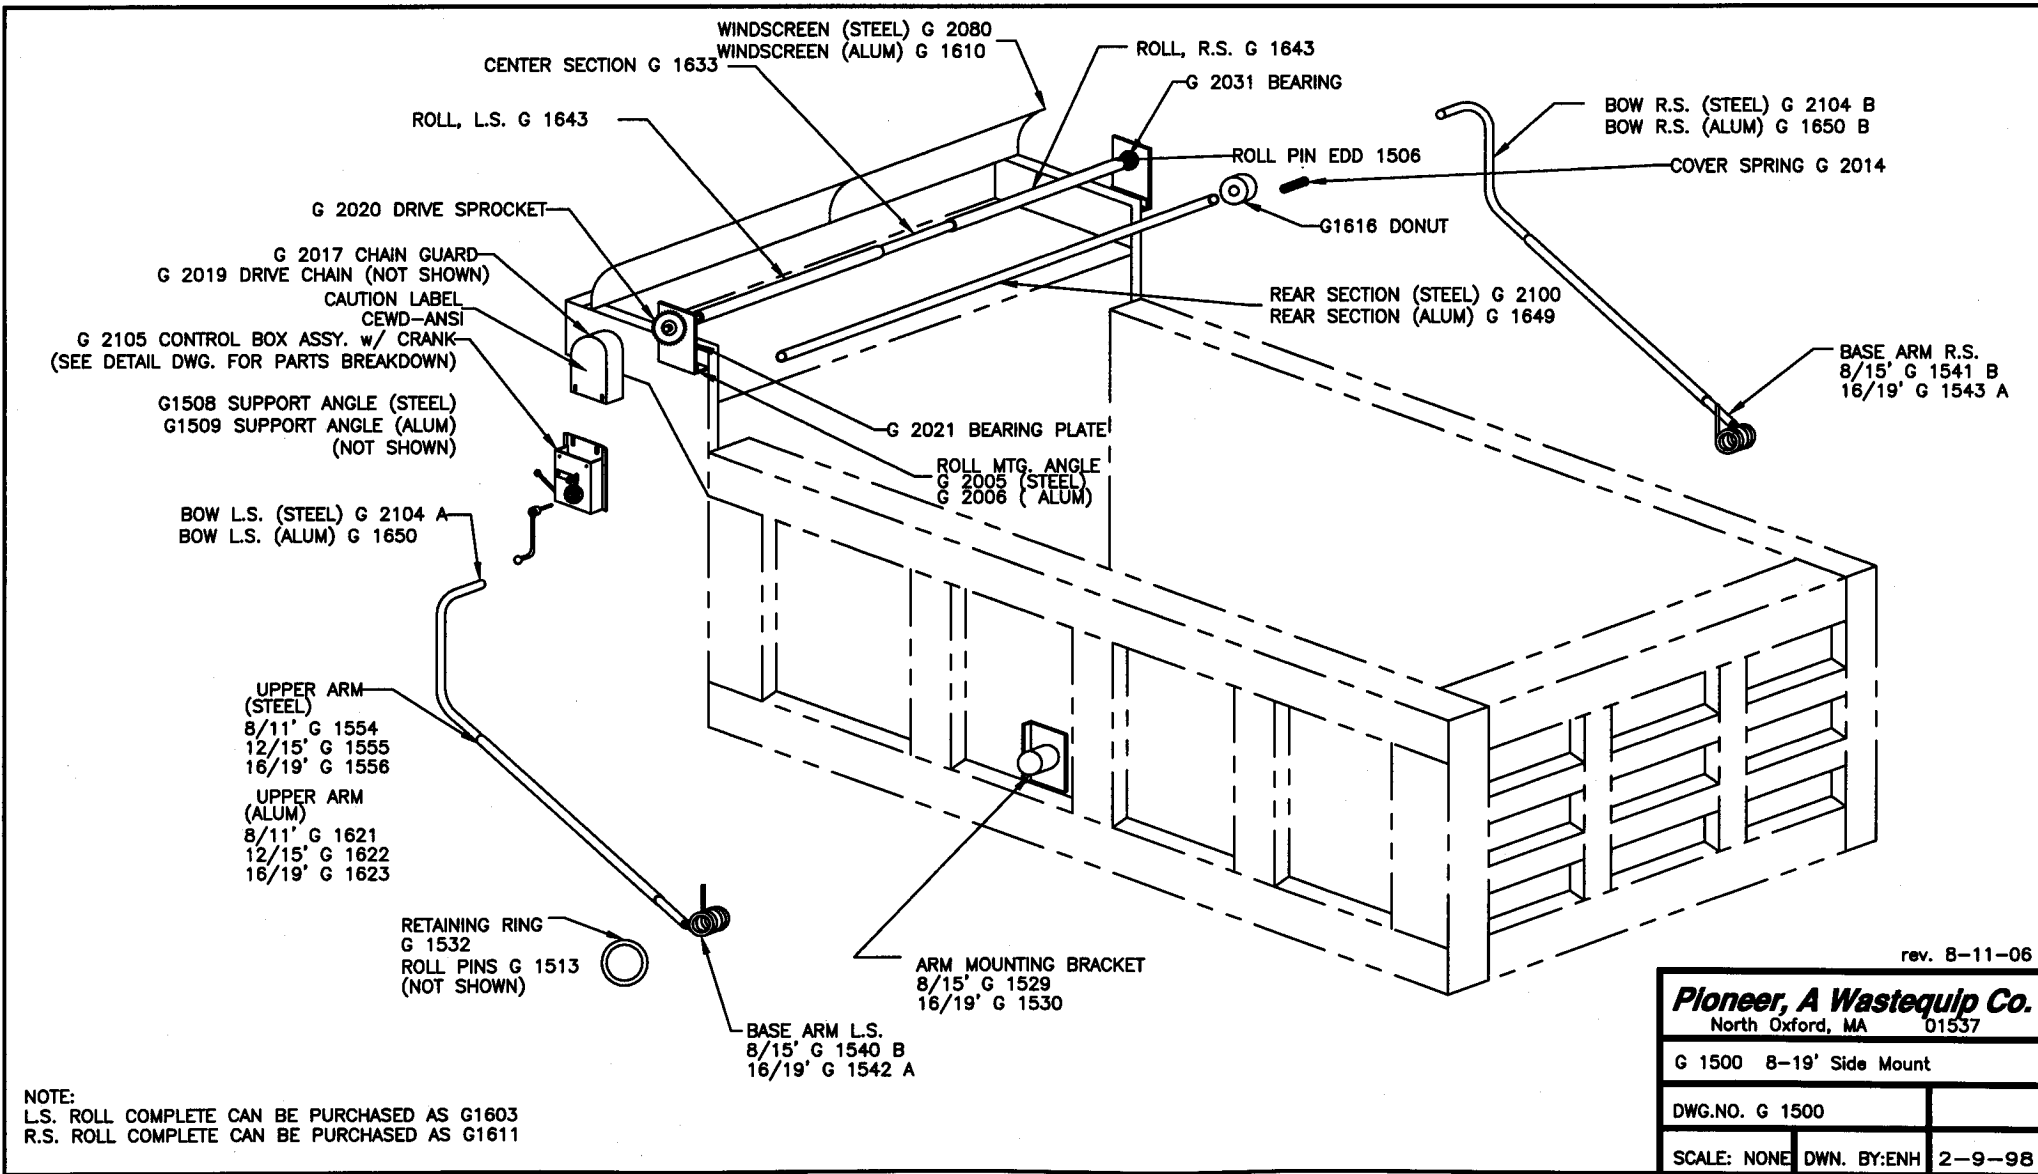 WINDSCREEN (STEEL) G 2080
WINDSCREEN (ALUM) G 1610
CENTER SECTION G 1633
ROLL, L.S. G 1643
ROLL, R.S. G 1643
G 2031 BEARING
ROLL PIN EDD 1506
BOW R.S. (STEEL) G 2104 B
BOW R.S. (ALUM) G 1650 B
COVER SPRING G 2014
G1616 DONUT
G 2020 DRIVE SPROCKET
G 2017 CHAIN GUARD
G 2019 DRIVE CHAIN (NOT SHOWN)
CAUTION LABEL
CEWD-ANSI
G 2105 CONTROL BOX ASSY. w/ CRANK
(SEE DETAIL DWG. FOR PARTS BREAKDOWN)
G1508 SUPPORT ANGLE (STEEL)
G1509 SUPPORT ANGLE (ALUM)
(NOT SHOWN)
REAR SECTION (STEEL) G 2100
REAR SECTION (ALUM) G 1649
BASE ARM R.S.
8/15' G 1541 B
16/19' G 1543 A
G 2021 BEARING PLATE
ROLL MTG. ANGLE
G 2005 (STEEL)
G 2006 ( ALUM)
BOW L.S. (STEEL) G 2104 A
BOW L.S. (ALUM) G 1650
UPPER ARM
(STEEL)
8/11' G 1554
12/15' G 1555
16/19' G 1556
UPPER ARM
(ALUM)
8/11' G 1621
12/15' G 1622
16/19' G 1623
RETAINING RING
G 1532
ROLL PINS G 1513
(NOT SHOWN)
ARM MOUNTING BRACKET
8/15' G 1529
16/19' G 1530
BASE ARM L.S.
8/15' G 1540 B
16/19' G 1542 A
NOTE:
L.S. ROLL COMPLETE CAN BE PURCHASED AS G1603
R.S. ROLL COMPLETE CAN BE PURCHASED AS G1611
rev. 8-11-06
Pioneer, A Wastequip Co.
North Oxford, MA 01537
G 1500 8-19' Side Mount
DWG.NO. G 1500
SCALE: NONE DWN. BY:ENH 2-9-98